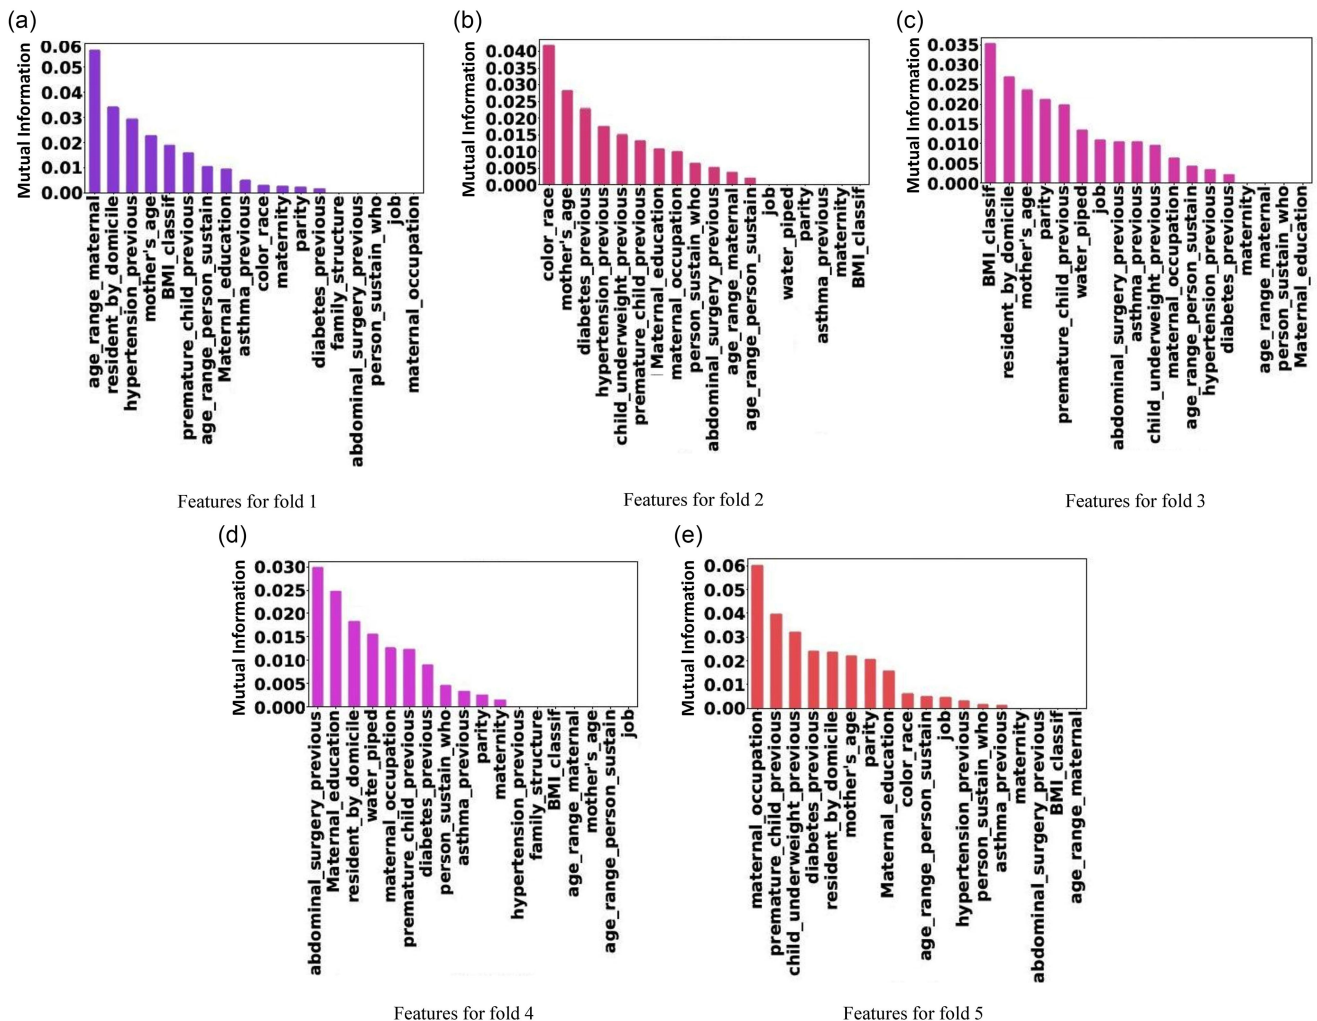 (a)
Mutual Information
0.06
0.05
0.04
0.03
0.02
0.01
0.00
age_range_maternal
resident_by_domicile
hypertension_previous
mother's_age
BMI_classif
premature_child_previous
age_range_person_sustain
Maternal_education
asthma_previous
color_race
maternity
parity
diabetes_previous
family_structure
abdominal_surgery_previous
person_sustain_who
job
maternal_occupation
Features for fold 1
(b)
Mutual Information
0.040
0.035
0.030
0.025
0.020
0.015
0.010
0.005
0.000
color_race
mother's_age
diabetes_previous
hypertension_previous
child_underweight_previous
premature_child_previous
Maternal_education
maternal_occupation
person_sustain_who
abdominal_surgery_previous
age_range_maternal
age_range_person_sustain
job
water_piped
parity
asthma_previous
maternity
BMI_classif
Features for fold 2
(c)
Mutual Information
0.035
0.030
0.025
0.020
0.015
0.010
0.005
0.000
BMI_classif
resident_by_domicile
mother's_age
parity
premature_child_previous
water_piped
job
abdominal_surgery_previous
asthma_previous
child_underweight_previous
maternal_occupation
age_range_person_sustain
hypertension_previous
diabetes_previous
maternity
age_range_maternal
person_sustain_who
Maternal_education
Features for fold 3
(d)
Mutual Information
0.030
0.025
0.020
0.015
0.010
0.005
0.000
abdominal_surgery_previous
Maternal_education
resident_by_domicile
water_piped
maternal_occupation
premature_child_previous
diabetes_previous
person_sustain_who
asthma_previous
parity
maternity
hypertension_previous
family_structure
BMI_classif
age_range_maternal
mother's_age
age_range_person_sustain
job
Features for fold 4
(e)
Mutual Information
0.06
0.05
0.04
0.03
0.02
0.01
0.00
maternal_occupation
premature_child_previous
child_underweight_previous
diabetes_previous
resident_by_domicile
mother's_age
parity
Maternal_education
color_race
age_range_person_sustain
job
hypertension_previous
person_sustain_who
asthma_previous
maternity
abdominal_surgery_previous
BMI_classif
age_range_maternal
Features for fold 5